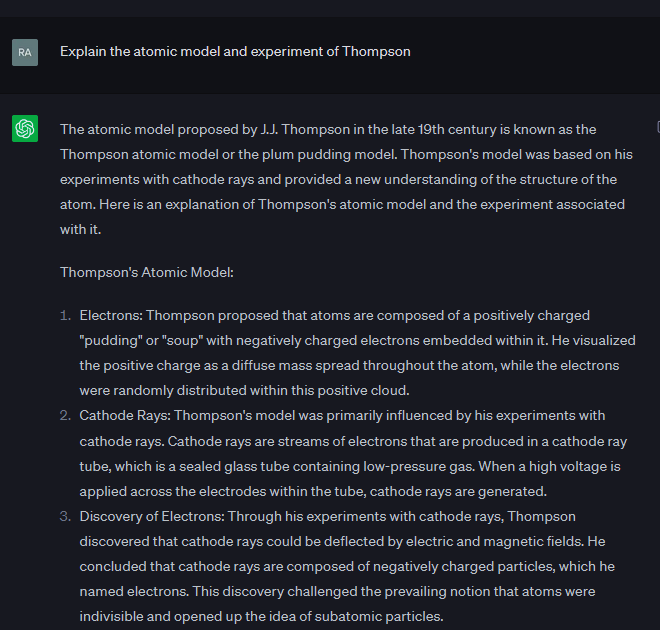 RA
Explain the atomic model and experiment of Thompson
The atomic model proposed by J.J. Thompson in the late 19th century is known as the
Thompson atomic model or the plum pudding model. Thompson's model was based on his
experiments with cathode rays and provided a new understanding of the structure of the
atom. Here is an explanation of Thompson's atomic model and the experiment associated
with it.
Thompson's Atomic Model:
1. Electrons: Thompson proposed that atoms are composed of a positively charged
"pudding" or "soup" with negatively charged electrons embedded within it. He visualized
the positive charge as a diffuse mass spread throughout the atom, while the electrons
were randomly distributed within this positive cloud.
2. Cathode Rays: Thompson's model was primarily influenced by his experiments with
cathode rays. Cathode rays are streams of electrons that are produced in a cathode ray
tube, which is a sealed glass tube containing low-pressure gas. When a high voltage is
applied across the electrodes within the tube, cathode rays are generated.
3. Discovery of Electrons: Through his experiments with cathode rays, Thompson
discovered that cathode rays could be deflected by electric and magnetic fields. He
concluded that cathode rays are composed of negatively charged particles, which he
named electrons. This discovery challenged the prevailing notion that atoms were
indivisible and opened up the idea of subatomic particles.